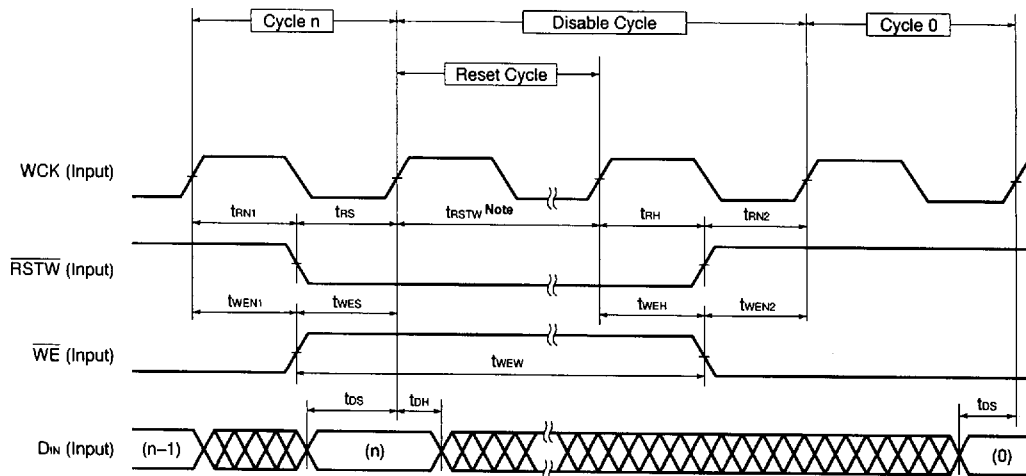 Cycle n Disable Cycle Cycle 0
Reset Cycle
WCK (Input)
tRN1 tRS tRSTW Note tRH tRN2
RSTW (Input)
tWEN1 tWES tWEH tWEN2
WE (Input)
tWEW
tDS tDH tDS
DIN (Input) (n–1) (n) (0)